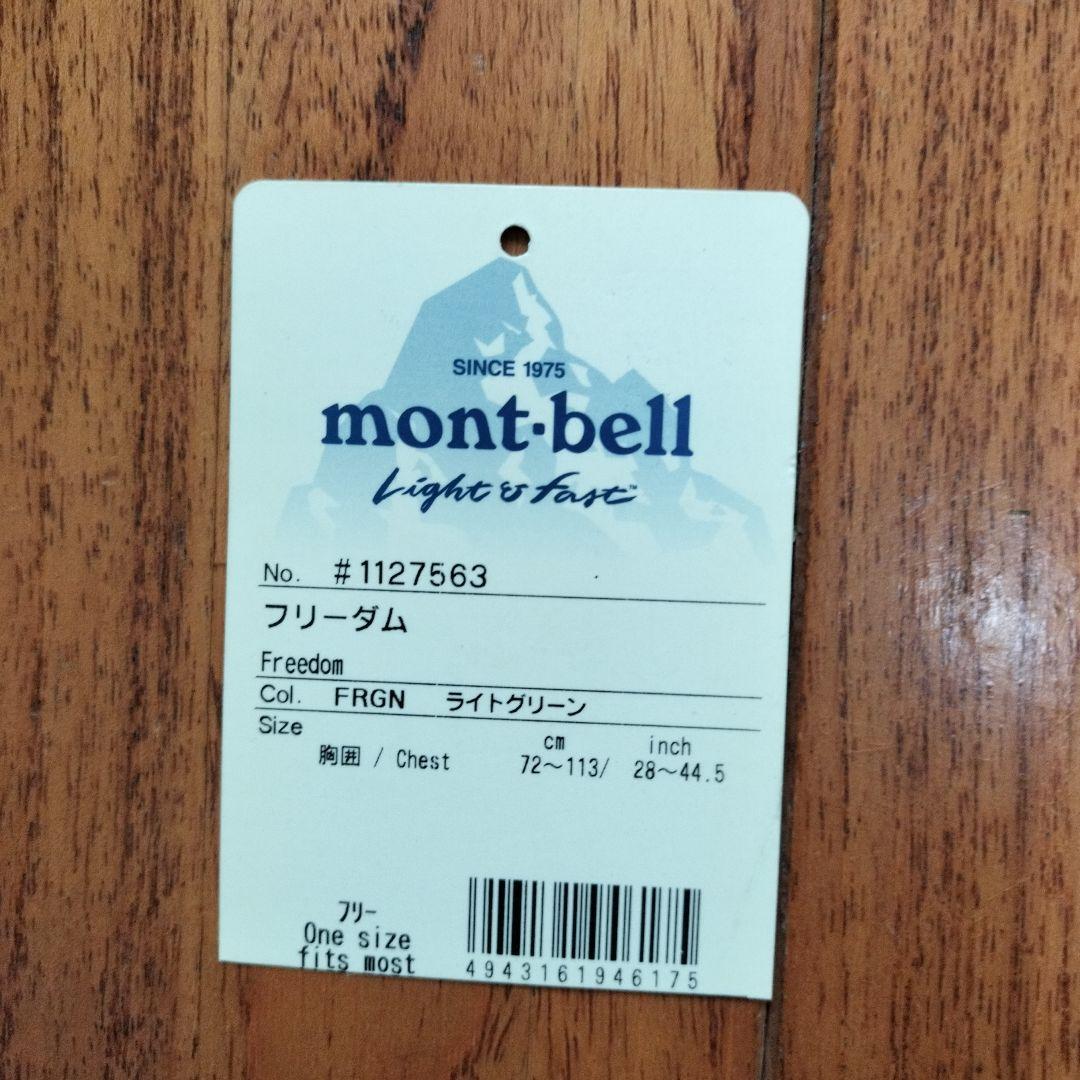 SINCE 1975
mont-bell
Light & fast™
No. #1127563
フリーダム
Freedom
Col. FRGN ライトグリーン
Size
cm inch
胸囲 / Chest 72～113/ 28～44.5
フリー
One size
fits most
4943161946175